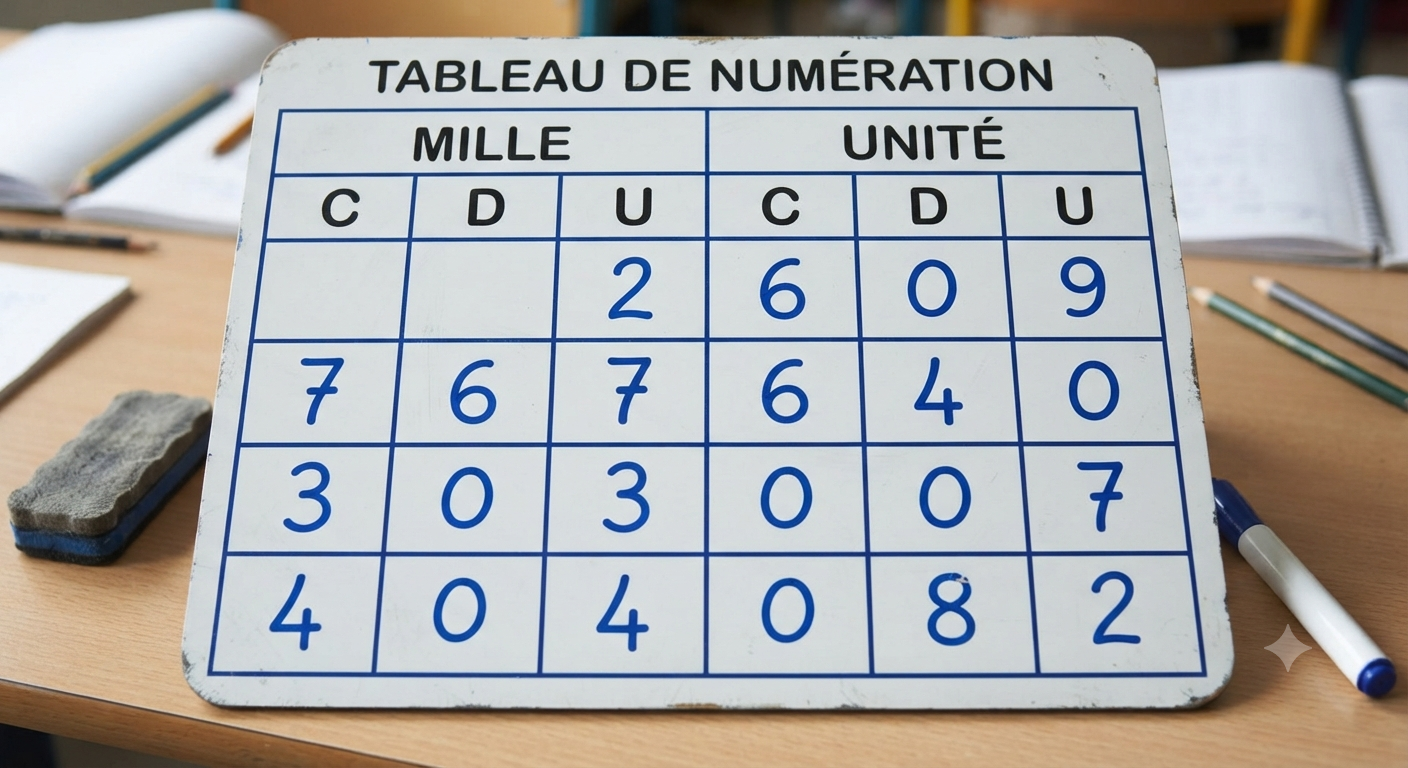 TABLEAU DE NUMÉRATION
MILLE UNITÉ
C D U C D U
2 6 0 9
7 6 7 6 4 0
3 0 3 0 0 7
4 0 4 0 8 2